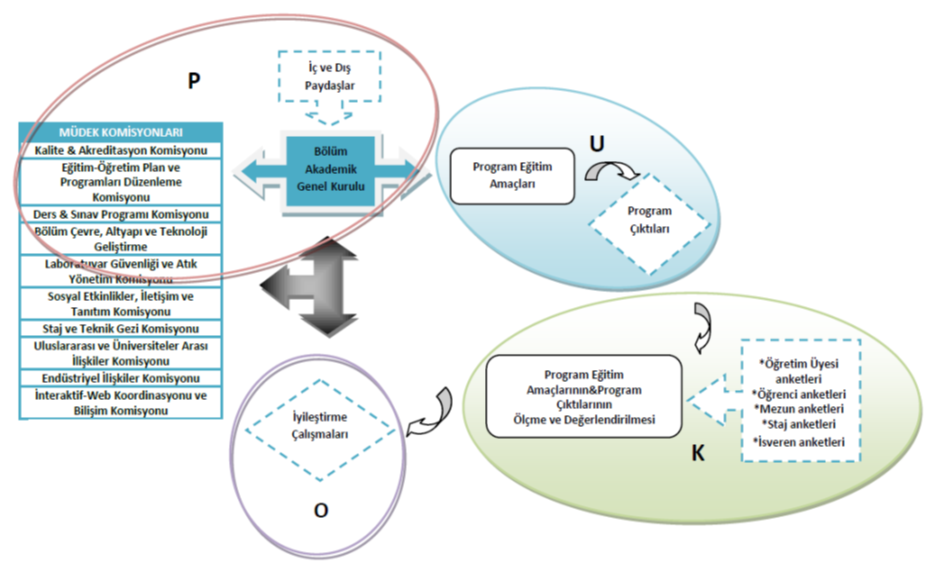 P
İç ve Dış
Paydaşlar
MÜDEK KOMİSYONLARI
Kalite & Akreditasyon Komisyonu
Eğitim-Öğretim Plan ve
Programları Düzenleme
Komisyonu
Ders & Sınav Programı Komisyonu
Bölüm Çevre, Altyapı ve Teknoloji
Geliştirme
Laboratuvar Güvenliği ve Atık
Yönetim Komisyonu
Sosyal Etkinlikler, İletişim ve
Tanıtım Komisyonu
Staj ve Teknik Gezi Komisyonu
Uluslararası ve Üniversiteler Arası
İlişkiler Komisyonu
Endüstriyel İlişkiler Komisyonu
İnteraktif-Web Koordinasyonu ve
Bilişim Komisyonu
Bölüm
Akademik
Genel Kurulu
U
Program Eğitim
Amaçları
Program
Çıktıları
Program Eğitim
Amaçlarının&Program
Çıktılarının
Ölçme ve Değerlendirilmesi
*Öğretim Üyesi
anketleri
*Öğrenci anketleri
*Mezun anketleri
*Staj anketleri
*İsveren anketleri
K
İyileştirme
Çalışmaları
O